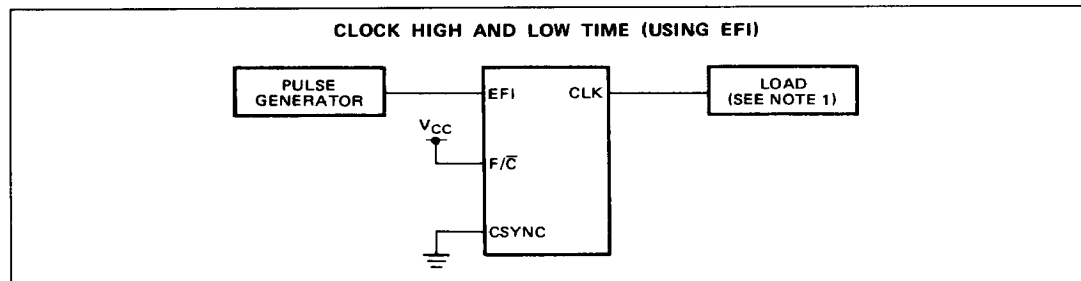 CLOCK HIGH AND LOW TIME (USING EFI)
PULSE
GENERATOR
EFI
CLK
LOAD
(SEE NOTE 1)
VCC
F/C̅
CSYNC